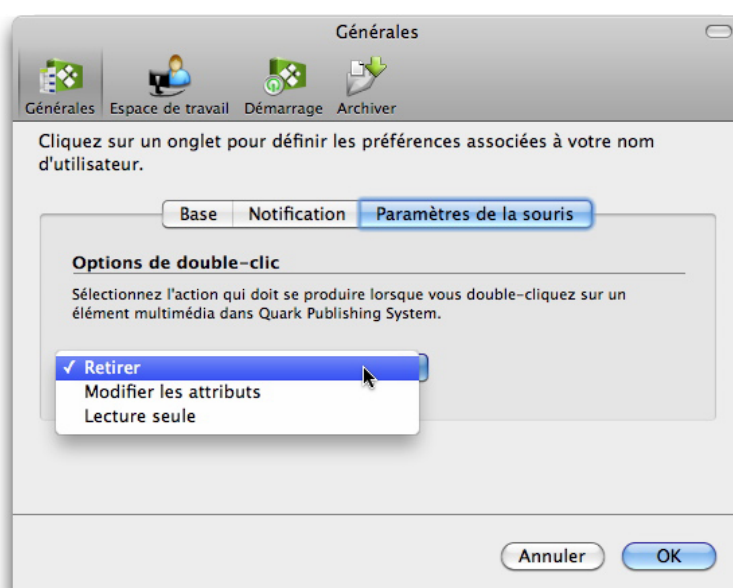 Générales
Générales Espace de travail Démarrage Archiver
Cliquez sur un onglet pour définir les préférences associées à votre nom
d'utilisateur.
Base Notification Paramètres de la souris
Options de double-clic
Sélectionnez l'action qui doit se produire lorsque vous double-cliquez sur un
élément multimédia dans Quark Publishing System.
✓ Retirer
Modifier les attributs
Lecture seule
Annuler OK